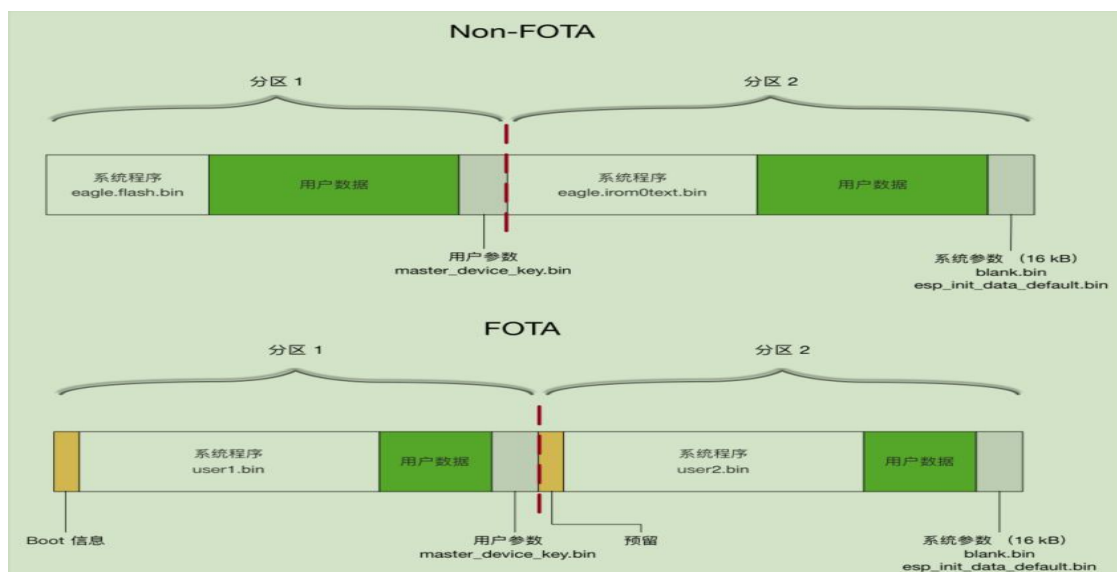 Non-FOTA
分区 1
分区 2
系统程序
eagle.flash.bin
用户数据
系统程序
eagle.irom0text.bin
用户数据
用户参数
master_device_key.bin
系统参数 (16 kB)
blank.bin
esp_init_data_default.bin
FOTA
分区 1
分区 2
系统程序
user1.bin
用户数据
系统程序
user2.bin
用户数据
Boot 信息
用户参数
master_device_key.bin
预留
系统参数 (16 kB)
blank.bin
esp_init_data_default.bin